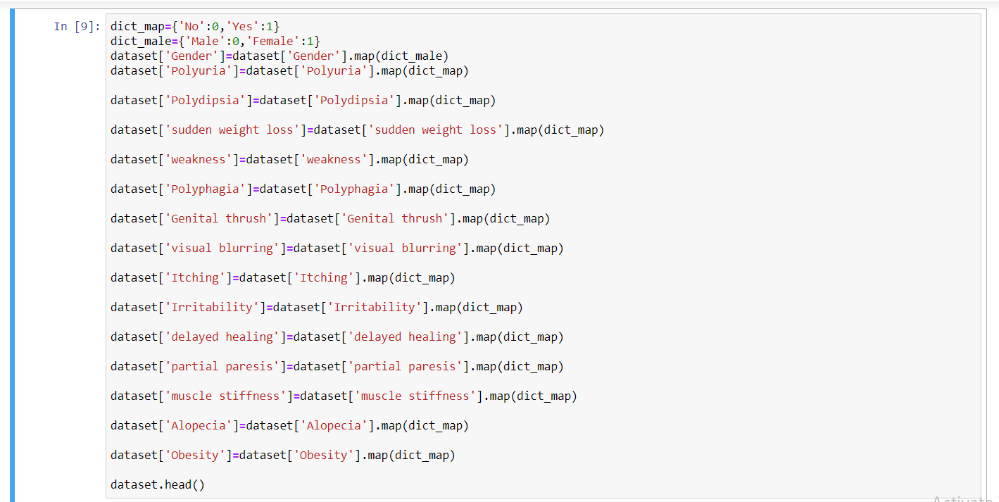 In [9]:
dict_map={'No':0,'Yes':1}
dict_male={'Male':0,'Female':1}
dataset['Gender']=dataset['Gender'].map(dict_male)
dataset['Polyuria']=dataset['Polyuria'].map(dict_map)
dataset['Polydipsia']=dataset['Polydipsia'].map(dict_map)
dataset['sudden weight loss']=dataset['sudden weight loss'].map(dict_map)
dataset['weakness']=dataset['weakness'].map(dict_map)
dataset['Polyphagia']=dataset['Polyphagia'].map(dict_map)
dataset['Genital thrush']=dataset['Genital thrush'].map(dict_map)
dataset['visual blurring']=dataset['visual blurring'].map(dict_map)
dataset['Itching']=dataset['Itching'].map(dict_map)
dataset['Irritability']=dataset['Irritability'].map(dict_map)
dataset['delayed healing']=dataset['delayed healing'].map(dict_map)
dataset['partial paresis']=dataset['partial paresis'].map(dict_map)
dataset['muscle stiffness']=dataset['muscle stiffness'].map(dict_map)
dataset['Alopecia']=dataset['Alopecia'].map(dict_map)
dataset['Obesity']=dataset['Obesity'].map(dict_map)
dataset.head()
Activate